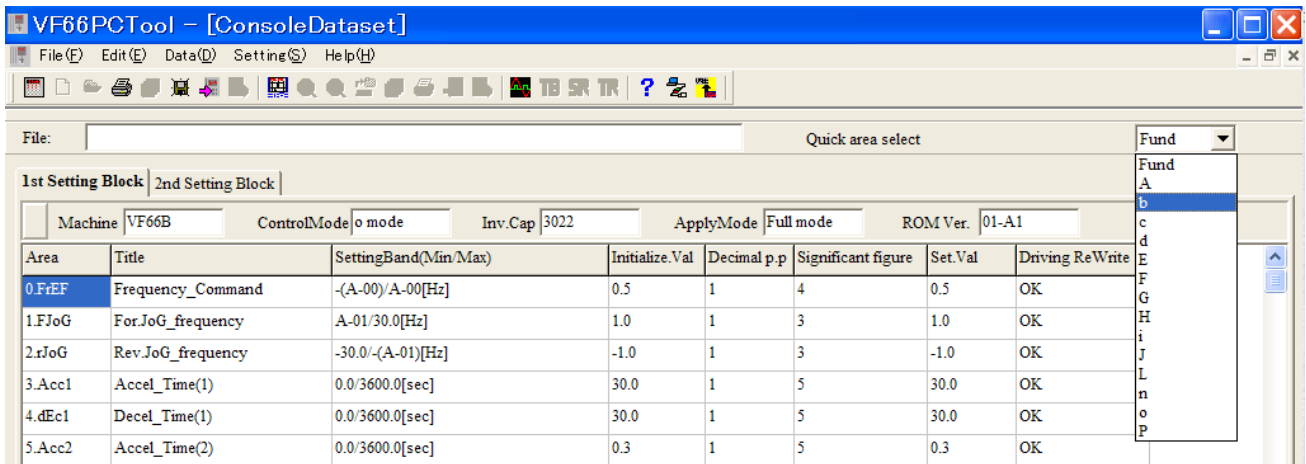 VF66PCTool - [ConsoleDataset]
File(F) Edit(E) Data(D) Setting(S) Help(H)
TB SR TR ?
File: Quick area select Fund
Fund
A
b
c
d
E
F
G
H
i
J
L
n
o
P
1st Setting Block 2nd Setting Block
Machine VF66B ControlMode o mode Inv.Cap 3022 ApplyMode Full mode ROM Ver. 01-A1
Area Title SettingBand(Min/Max) Initialize.Val Decimal p.p Significant figure Set.Val Driving ReWrite
0.FrEF Frequency_Command -(A-00)/A-00[Hz] 0.5 1 4 0.5 OK
1.FJoG For.JoG_frequency A-01/30.0[Hz] 1.0 1 3 1.0 OK
2.rJoG Rev.JoG_frequency -30.0/-(A-01)[Hz] -1.0 1 3 -1.0 OK
3.Acc1 Accel_Time(1) 0.0/3600.0[sec] 30.0 1 5 30.0 OK
4.dEc1 Decel_Time(1) 0.0/3600.0[sec] 30.0 1 5 30.0 OK
5.Acc2 Accel_Time(2) 0.0/3600.0[sec] 0.3 1 5 0.3 OK